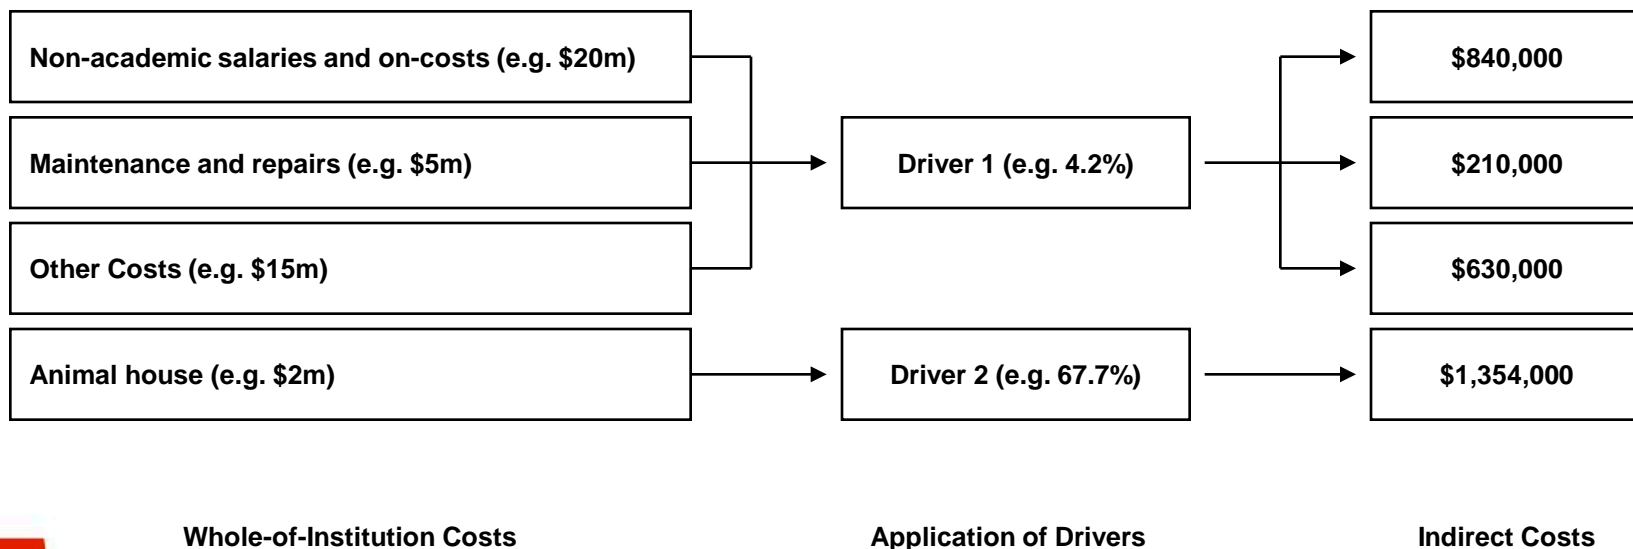 Non-academic salaries and on-costs (e.g. $20m)
$840,000
Maintenance and repairs (e.g. $5m)
Driver 1 (e.g. 4.2%)
$210,000
Other Costs (e.g. $15m)
$630,000
Animal house (e.g. $2m)
Driver 2 (e.g. 67.7%)
$1,354,000
Whole-of-Institution Costs
Application of Drivers
Indirect Costs